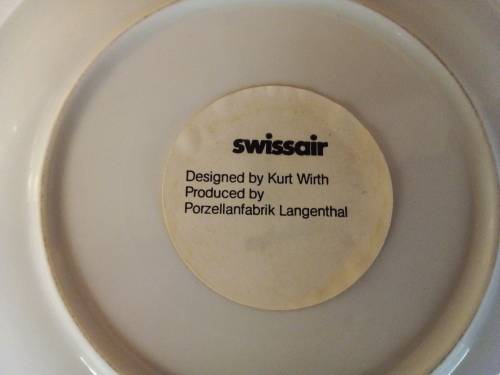 swissair
Designed by Kurt Wirth
Produced by
Porzellanfabrik Langenthal